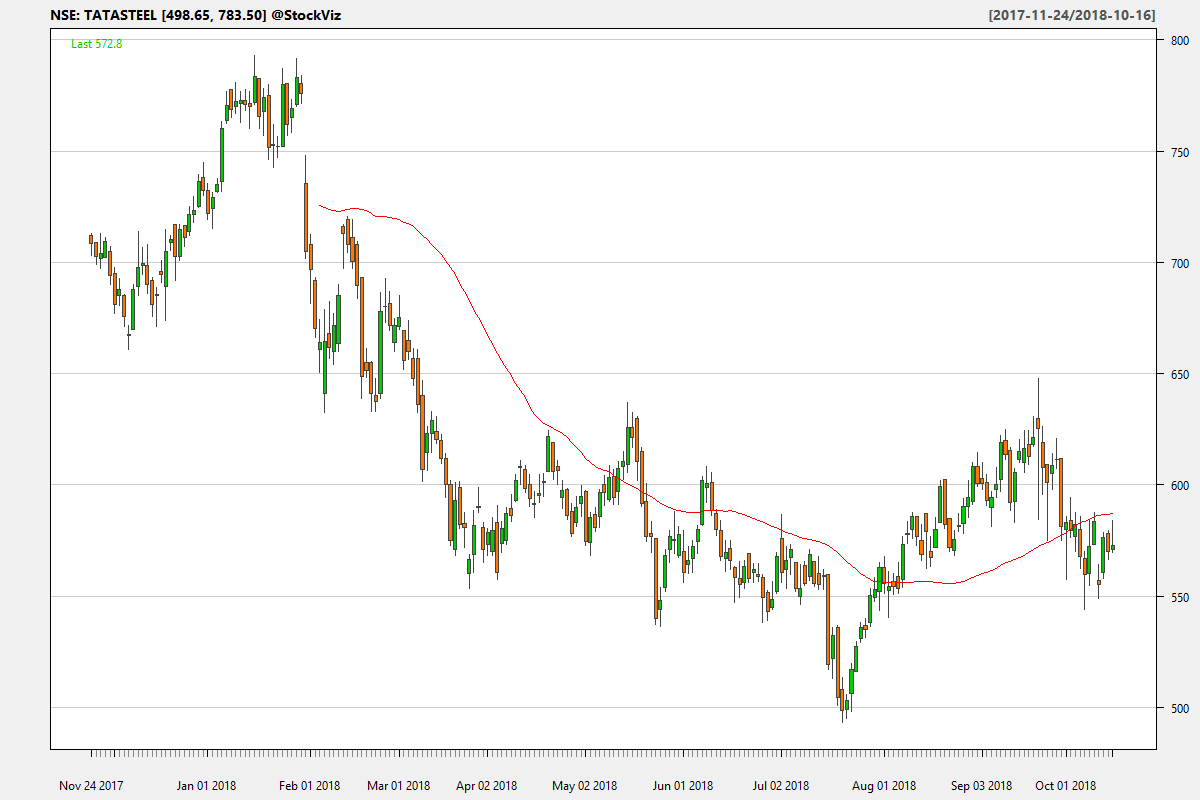 NSE: TATASTEEL [498.65, 783.50] @StockViz
[2017-11-24/2018-10-16]
Last 572.8
800
750
700
650
600
550
500
Nov 24 2017 Jan 01 2018 Feb 01 2018 Mar 01 2018 Apr 02 2018 May 02 2018 Jun 01 2018 Jul 02 2018 Aug 01 2018 Sep 03 2018 Oct 01 2018